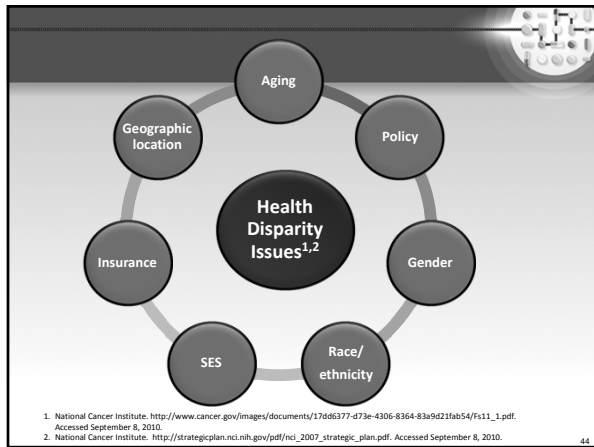 Aging
Geographic
location
Policy
Health
Disparity
Issues1,2
Insurance
Gender
SES
Race/
ethnicity
1. National Cancer Institute. http://www.cancer.gov/images/documents/17dd6377-d73e-4306-8364-83a9d21fab54/Fs11_1.pdf.
Accessed September 8, 2010.
2. National Cancer Institute. http://strategicplan.nci.nih.gov/pdf/nci_2007_strategic_plan.pdf. Accessed September 8, 2010.
44